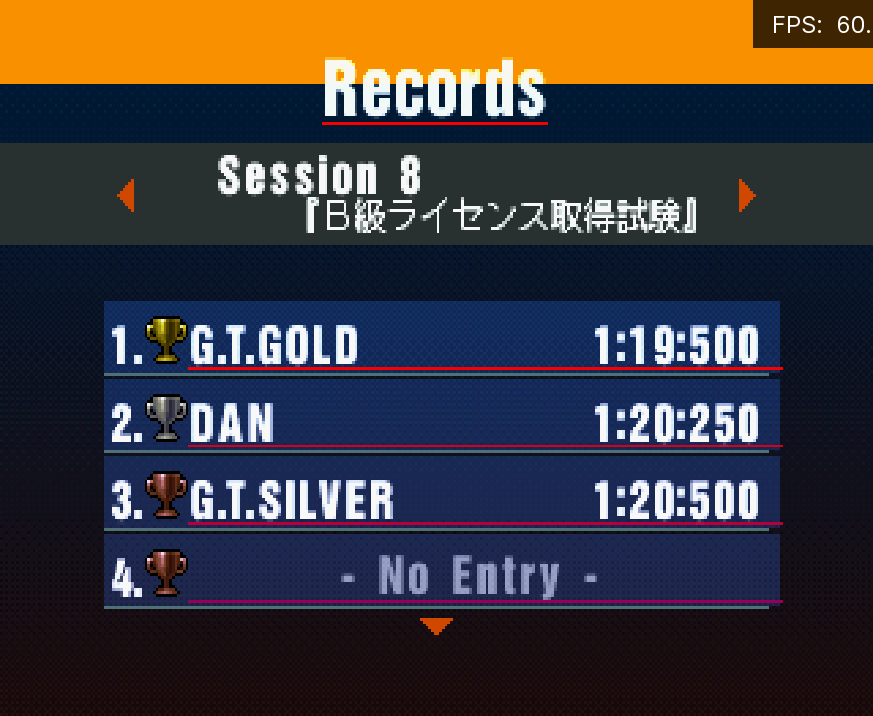 FPS: 60.
Records
Session 8
『B級ライセンス取得試験』
1. G.T.GOLD 1:19:500
2. DAN 1:20:250
3. G.T.SILVER 1:20:500
4. - No Entry -